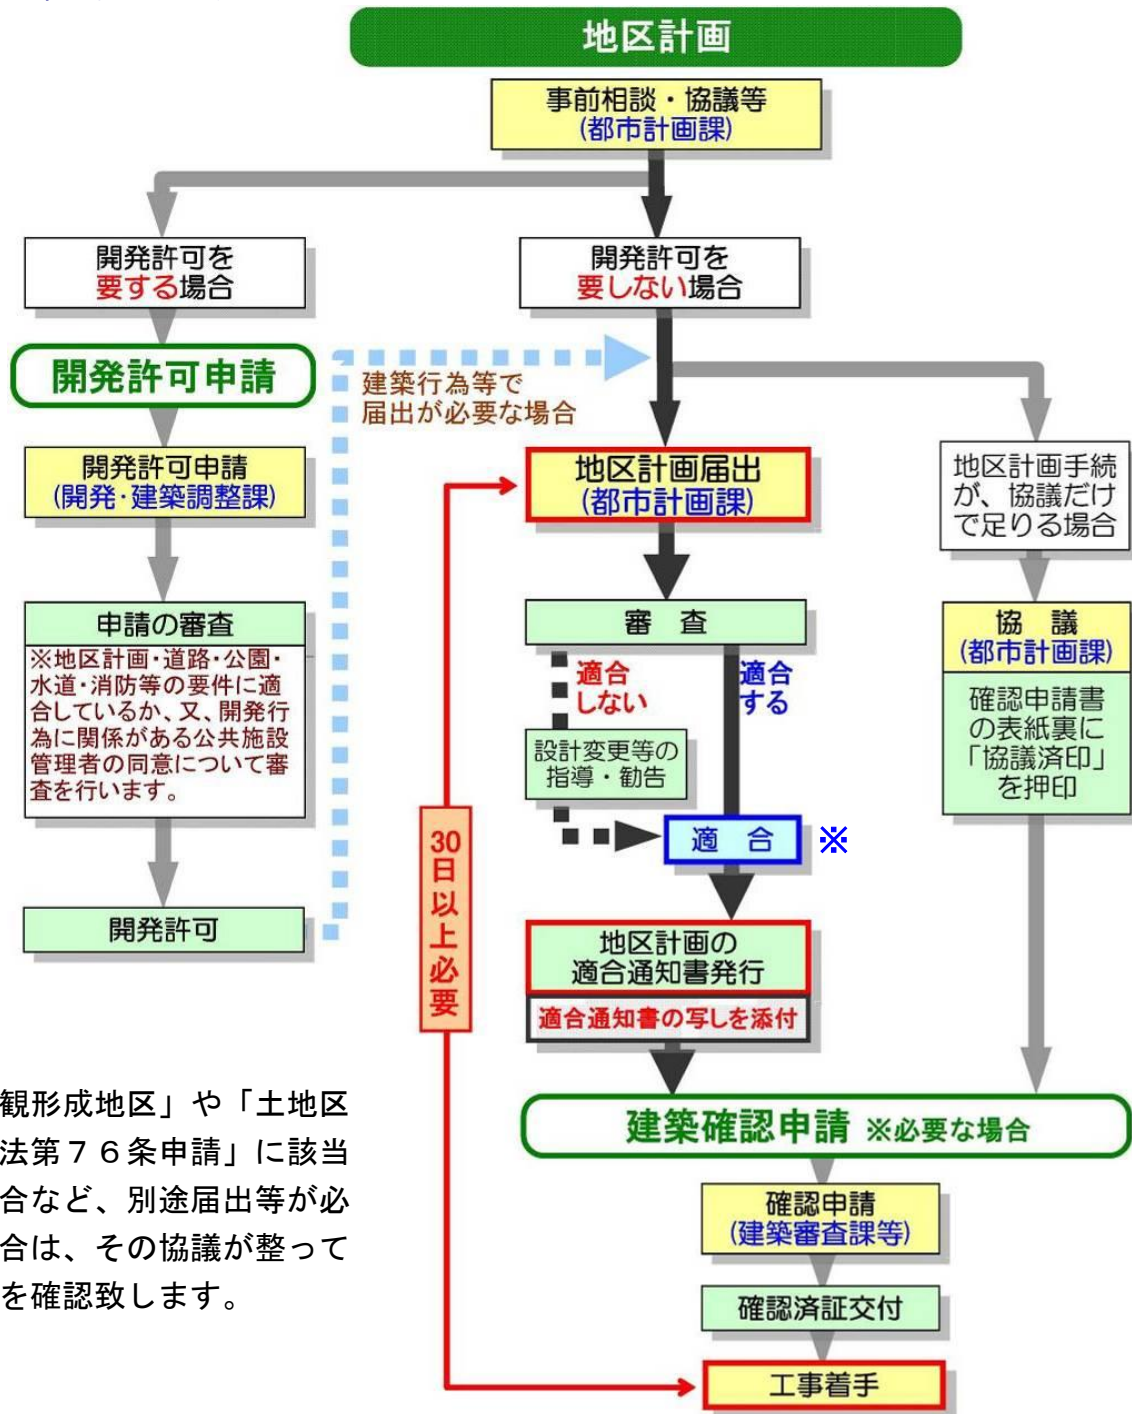 地区計画
事前相談・協議等
(都市計画課)
開発許可を
要する場合
開発許可を
要しない場合
開発許可申請
建築行為等で
届出が必要な場合
開発許可申請
(開発・建築調整課)
地区計画届出
(都市計画課)
地区計画手続
が、協議だけ
で足りる場合
申請の審査
※地区計画・道路・公園・
水道・消防等の要件に適
合しているか、又、開発行
為に関係がある公共施設
管理者の同意について審
査を行います。
審 査
適合
しない
適合
する
設計変更等の
指導・勧告
適 合
※
協 議
(都市計画課)
確認申請書
の表紙裏に
「協議済印」
を押印
30
日
以
上
必
要
開発許可
地区計画の
適合通知書発行
適合通知書の写しを添付
観形成地区」や「土地区
法第７６条申請」に該当
合など、別途届出等が必
合は、その協議が整って
を確認致します。
建築確認申請 ※必要な場合
確認申請
(建築審査課等)
確認済証交付
工事着手